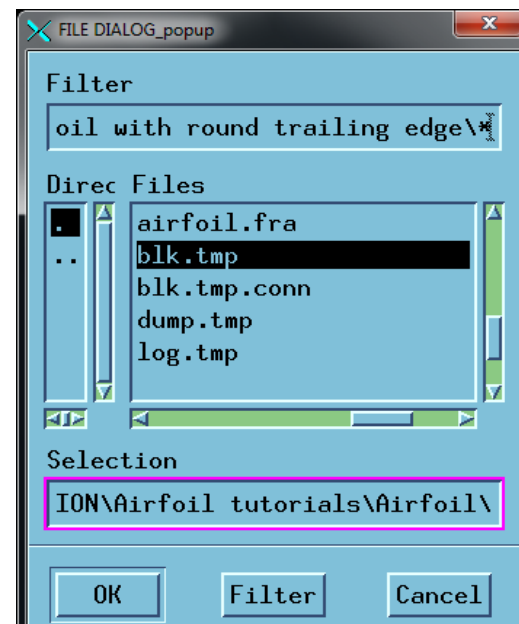 FILE DIALOG_popup
Filter
oil with round trailing edge\*
Direc Files
.
..
airfoil.fra
blk.tmp
blk.tmp.conn
dump.tmp
log.tmp
Selection
ION\Airfoil tutorials\Airfoil\
OK Filter Cancel